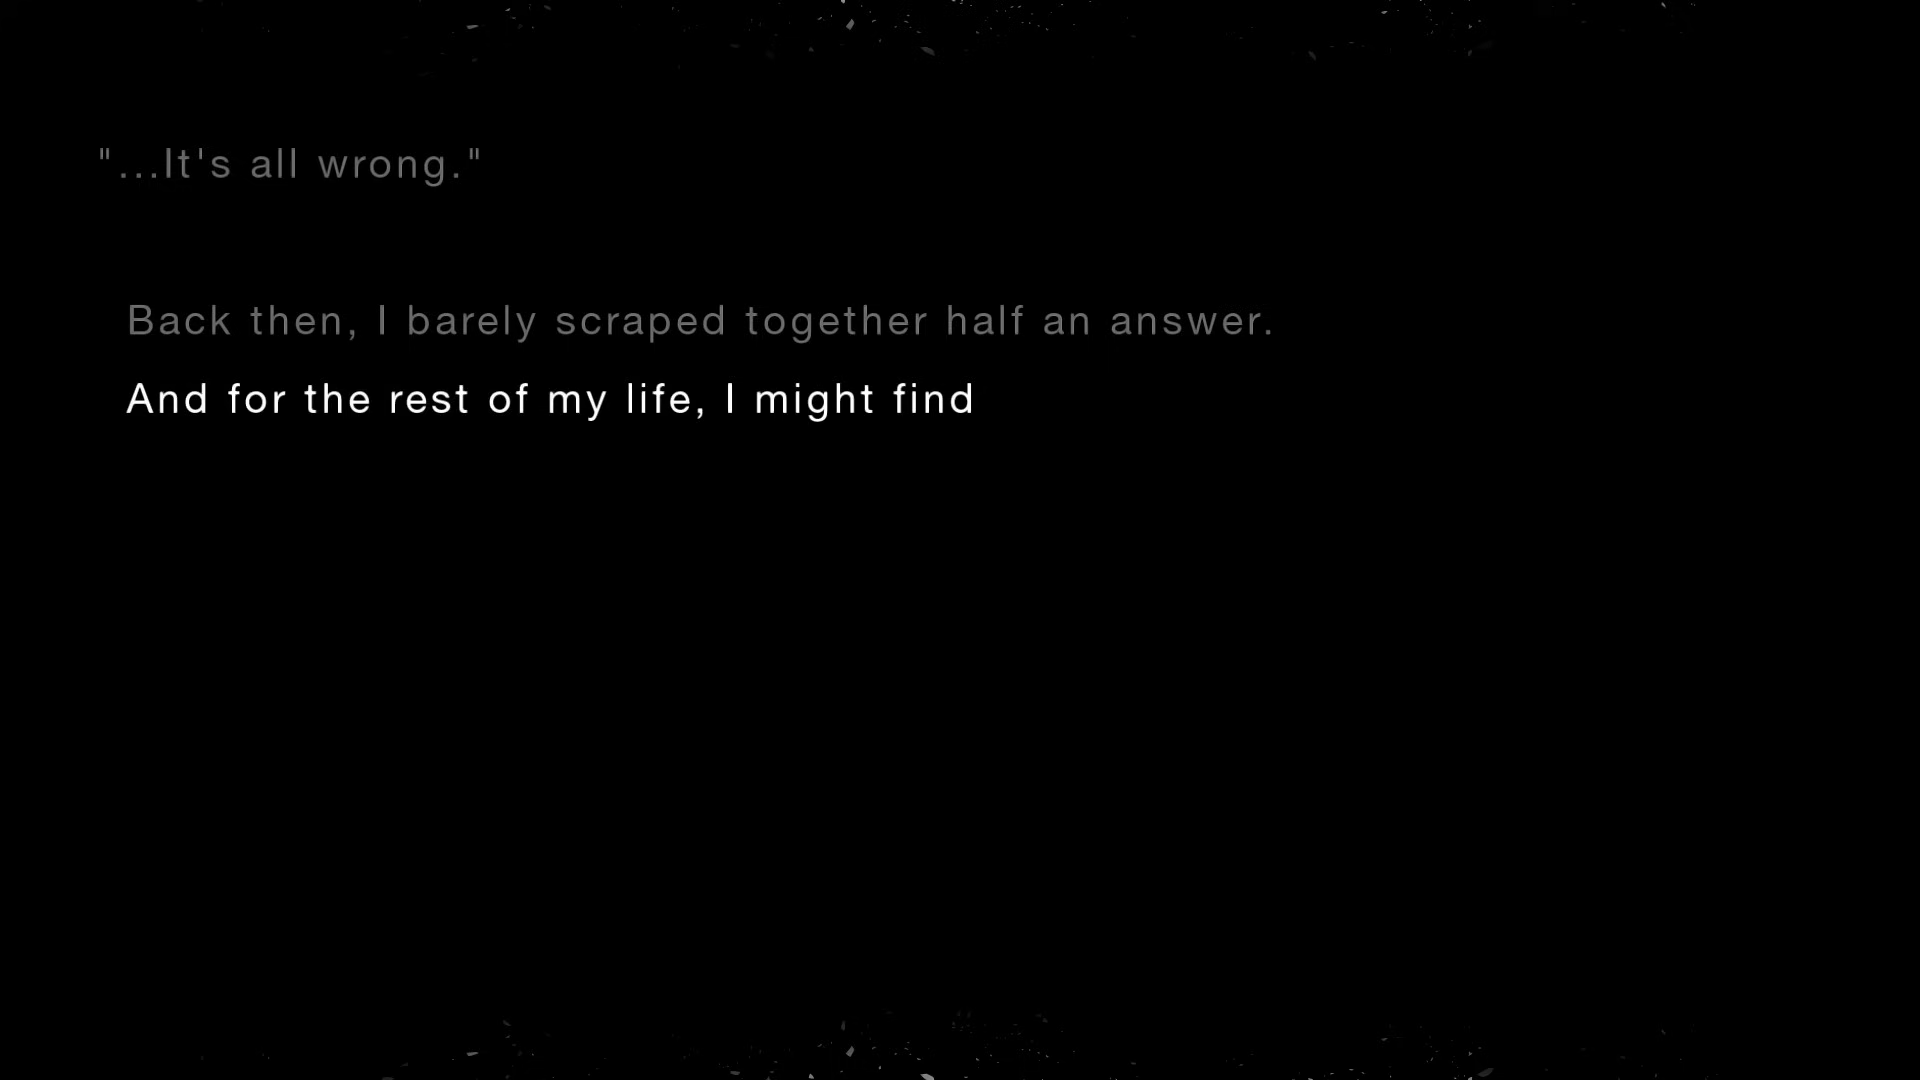 "...It's all wrong."
Back then, I barely scraped together half an answer.
And for the rest of my life, I might find